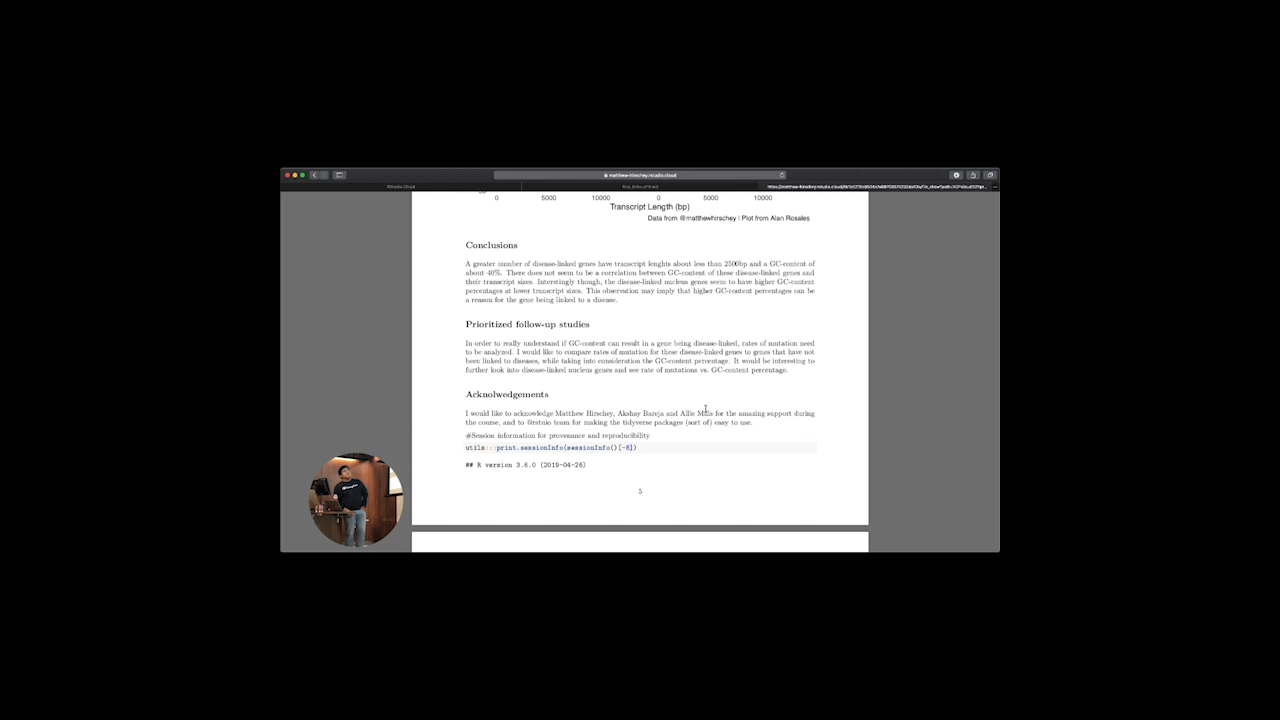 matthew-hirschey.rstudio.cloud
RStudio Cloud
0 5000 10000 0 5000 10000
Transcript Length (bp)
Data from @matthewhirschey | Plot from Alan Rosales
Conclusions
A greater number of disease-linked genes have transcript lenghts about less than 2500bp and a GC-content of
about 40%. There does not seem to be a correlation between GC-content of these disease-linked genes and
their transcript sizes. Interstingly though, the disease-linked nucleus genes seem to have higher GC-content
percentages at lower transcript sizes. This observation may imply that higher GC-content percentages can be
a reason for the gene being linked to a disease.
Prioritized follow-up studies
In order to really understand if GC-content can result in a gene being disease-linked, rates of mutation need
to be analyzed. I would like to compare rates of mutation for these disease-linked genes to genes that have not
been linked to diseases, while taking into consideration the GC-content percentage. It would be interesting to
further look into disease-linked nucleus genes and see rate of mutations vs. GC-content percentage.
Acknolwedgements
I would like to acknowledge Matthew Hirschey, Akshay Bareja and Allie Mills for the amazing support during
the course, and to @rstuio team for making the tidyverse packages (sort of) easy to use.
#Session information for provenance and reproducibility
utils:::print.sessionInfo(sessionInfo()[-8])
## R version 3.6.0 (2019-04-26)
5